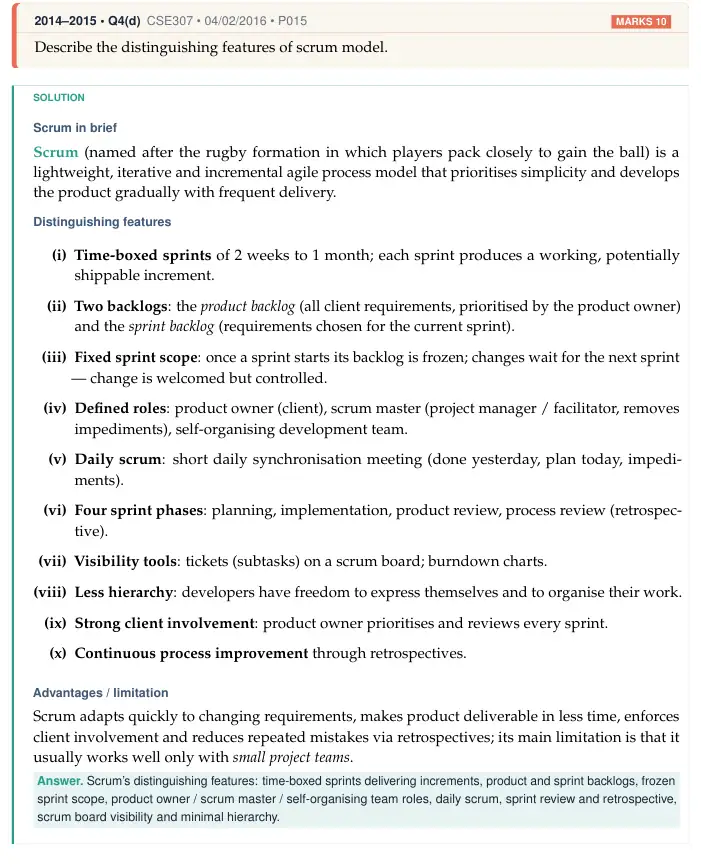 2014–2015 • Q4(d) CSE307 • 04/02/2016 • P015
MARKS 10
Describe the distinguishing features of scrum model.
SOLUTION
Scrum in brief
Scrum (named after the rugby formation in which players pack closely to gain the ball) is a
lightweight, iterative and incremental agile process model that prioritises simplicity and develops
the product gradually with frequent delivery.
Distinguishing features
(i) Time-boxed sprints of 2 weeks to 1 month; each sprint produces a working, potentially
shippable increment.
(ii) Two backlogs: the product backlog (all client requirements, prioritised by the product owner)
and the sprint backlog (requirements chosen for the current sprint).
(iii) Fixed sprint scope: once a sprint starts its backlog is frozen; changes wait for the next sprint
— change is welcomed but controlled.
(iv) Defined roles: product owner (client), scrum master (project manager / facilitator, removes
impediments), self-organising development team.
(v) Daily scrum: short daily synchronisation meeting (done yesterday, plan today, impedi-
ments).
(vi) Four sprint phases: planning, implementation, product review, process review (retrospec-
tive).
(vii) Visibility tools: tickets (subtasks) on a scrum board; burndown charts.
(viii) Less hierarchy: developers have freedom to express themselves and to organise their work.
(ix) Strong client involvement: product owner prioritises and reviews every sprint.
(x) Continuous process improvement through retrospectives.
Advantages / limitation
Scrum adapts quickly to changing requirements, makes product deliverable in less time, enforces
client involvement and reduces repeated mistakes via retrospectives; its main limitation is that it
usually works well only with small project teams.
Answer. Scrum's distinguishing features: time-boxed sprints delivering increments, product and sprint backlogs, frozen
sprint scope, product owner / scrum master / self-organising team roles, daily scrum, sprint review and retrospective,
scrum board visibility and minimal hierarchy.